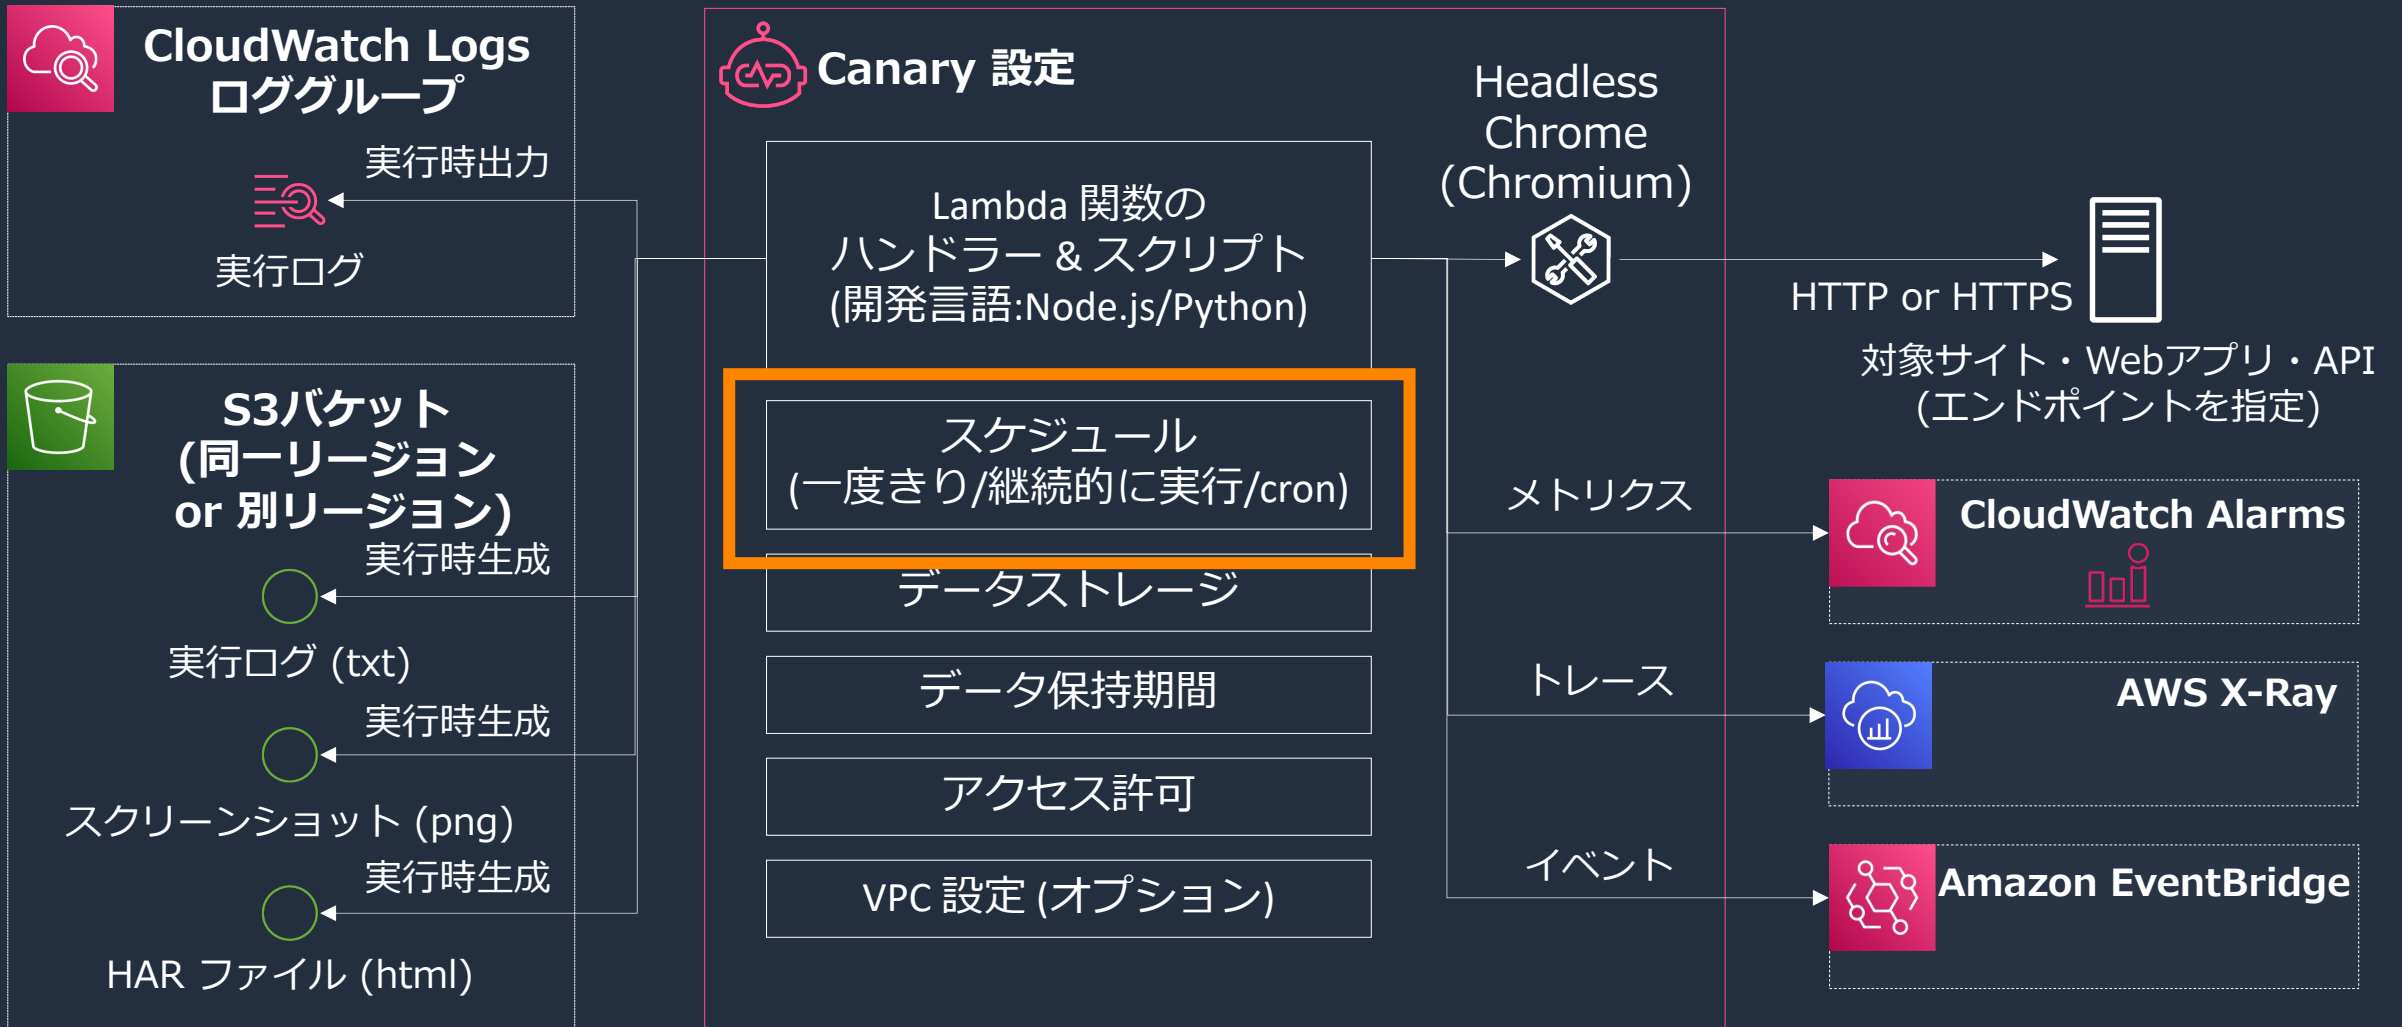 CloudWatch Logs
ロググループ
実行時出力
実行ログ
S3バケット
(同一リージョン
or 別リージョン)
実行時生成
実行ログ (txt)
実行時生成
スクリーンショット (png)
実行時生成
HAR ファイル (html)
Canary 設定
Lambda 関数の
ハンドラー & スクリプト
(開発言語:Node.js/Python)
スケジュール
(一度きり/継続的に実行/cron)
データストレージ
データ保持期間
アクセス許可
VPC 設定 (オプション)
Headless
Chrome
(Chromium)
HTTP or HTTPS
対象サイト・Webアプリ・API
(エンドポイントを指定)
メトリクス
CloudWatch Alarms
トレース
AWS X-Ray
イベント
Amazon EventBridge